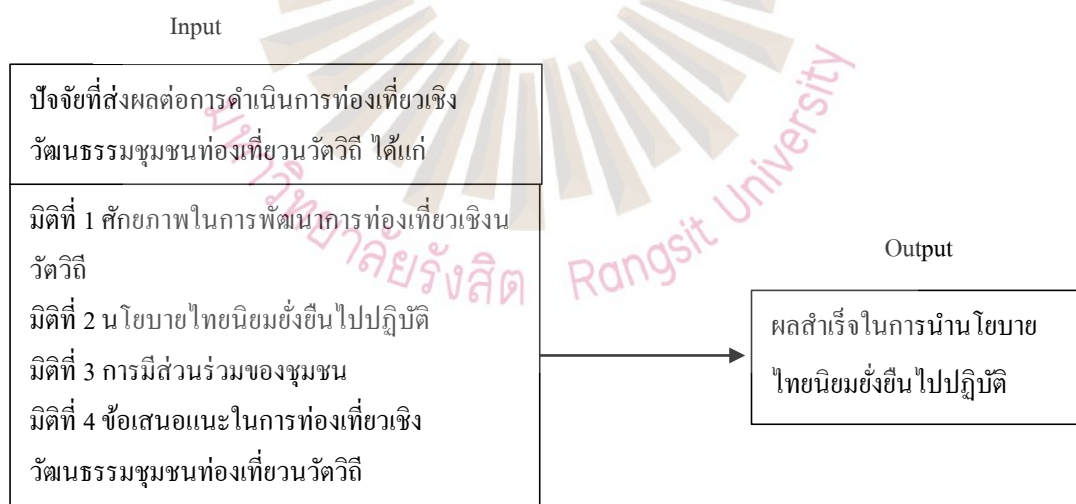 Input
ปัจจัยที่ส่งผลต่อการดำเนินการท่องเที่ยวเชิง
วัฒนธรรมชุมชนท่องเที่ยวนวัตวิถี ได้แก่
มิติที่ 1 ศักยภาพในการพัฒนาการท่องเที่ยวเชิงน
วัตวิถี
มิติที่ 2 นโยบายไทยนิยมยั่งยืนไปปฏิบัติ
มิติที่ 3 การมีส่วนร่วมของชุมชน
มิติที่ 4 ข้อเสนอแนะในการท่องเที่ยวเชิง
วัฒนธรรมชุมชนท่องเที่ยวนวัตวิถี
Output
ผลสำเร็จในการนำนโยบาย
ไทยนิยมยั่งยืนไปปฏิบัติ
มหาวิทยาลัยรังสิต Rangsit University